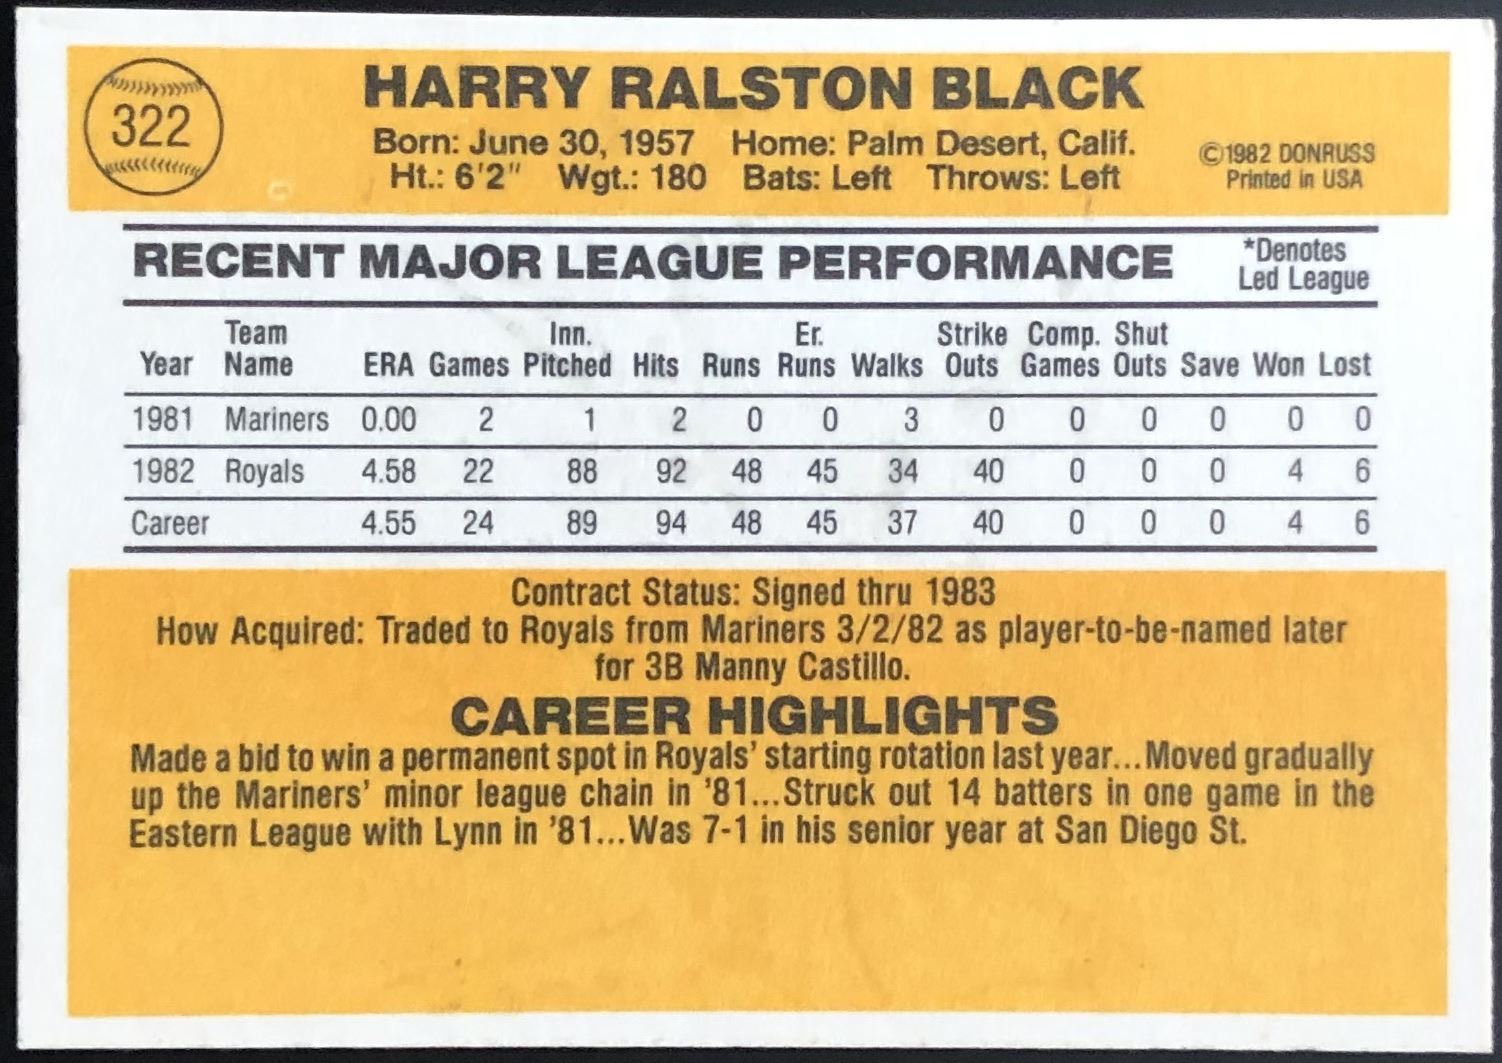 322
HARRY RALSTON BLACK
Born: June 30, 1957 Home: Palm Desert, Calif.
Ht.: 6'2" Wgt.: 180 Bats: Left Throws: Left
©1982 DONRUSS
Printed in USA
RECENT MAJOR LEAGUE PERFORMANCE
*Denotes
Led League
Team Inn. Er. Strike Comp. Shut
Year Name ERA Games Pitched Hits Runs Runs Walks Outs Games Outs Save Won Lost
1981 Mariners 0.00 2 1 2 0 0 3 0 0 0 0 0 0
1982 Royals 4.58 22 88 92 48 45 34 40 0 0 0 4 6
Career 4.55 24 89 94 48 45 37 40 0 0 0 4 6
Contract Status: Signed thru 1983
How Acquired: Traded to Royals from Mariners 3/2/82 as player-to-be-named later
for 3B Manny Castillo.
CAREER HIGHLIGHTS
Made a bid to win a permanent spot in Royals' starting rotation last year...Moved gradually
up the Mariners' minor league chain in '81...Struck out 14 batters in one game in the
Eastern League with Lynn in '81...Was 7-1 in his senior year at San Diego St.